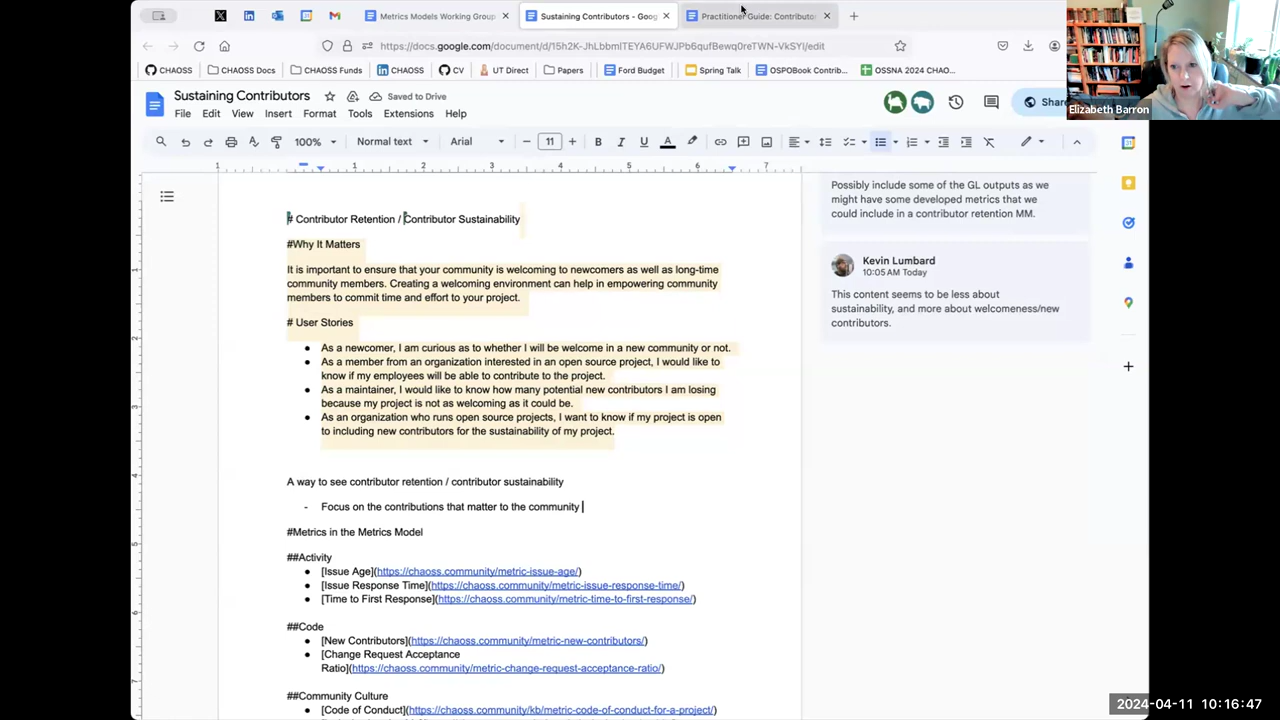 Metrics Models Working Group
Sustaining Contributors - Goog
Practitioner Guide: Contributor
https://docs.google.com/document/d/15h2K-JhLbbmITEYA6UFWJPb6qufBewq0reTWN-VkSYI/edit
CHAOSS
CHAOSS Docs
CHAOSS Funds
CHAOSS
CV
UT Direct
Papers
Ford Budget
Spring Talk
OSPOBook Contrib...
OSSNA 2024 CHAO...
Elizabeth Barron
Sustaining Contributors
Saved to Drive
File Edit View Insert Format Tools Extensions Help
Share
100% Normal text Arial 11
# Contributor Retention / Contributor Sustainability
#Why It Matters
It is important to ensure that your community is welcoming to newcomers as well as long-time
community members. Creating a welcoming environment can help in empowering community
members to commit time and effort to your project.
# User Stories
● As a newcomer, I am curious as to whether I will be welcome in a new community or not.
● As a member from an organization interested in an open source project, I would like to
know if my employees will be able to contribute to the project.
● As a maintainer, I would like to know how many potential new contributors I am losing
because my project is not as welcoming as it could be.
● As an organization who runs open source projects, I want to know if my project is open
to including new contributors for the sustainability of my project.
A way to see contributor retention / contributor sustainability
- Focus on the contributions that matter to the community
#Metrics in the Metrics Model
##Activity
● [Issue Age](https://chaoss.community/metric-issue-age/)
● [Issue Response Time](https://chaoss.community/metric-issue-response-time/)
● [Time to First Response](https://chaoss.community/metric-time-to-first-response/)
##Code
● [New Contributors](https://chaoss.community/metric-new-contributors/)
● [Change Request Acceptance
Ratio](https://chaoss.community/metric-change-request-acceptance-ratio/)
##Community Culture
● [Code of Conduct](https://chaoss.community/kb/metric-code-of-conduct-for-a-project/)
Possibly include some of the GL outputs as we
might have some developed metrics that we
could include in a contributor retention MM.
Kevin Lumbard
10:05 AM Today
This content seems to be less about
sustainability, and more about welcomeness/new
contributors.
2024-04-11 10:16:47